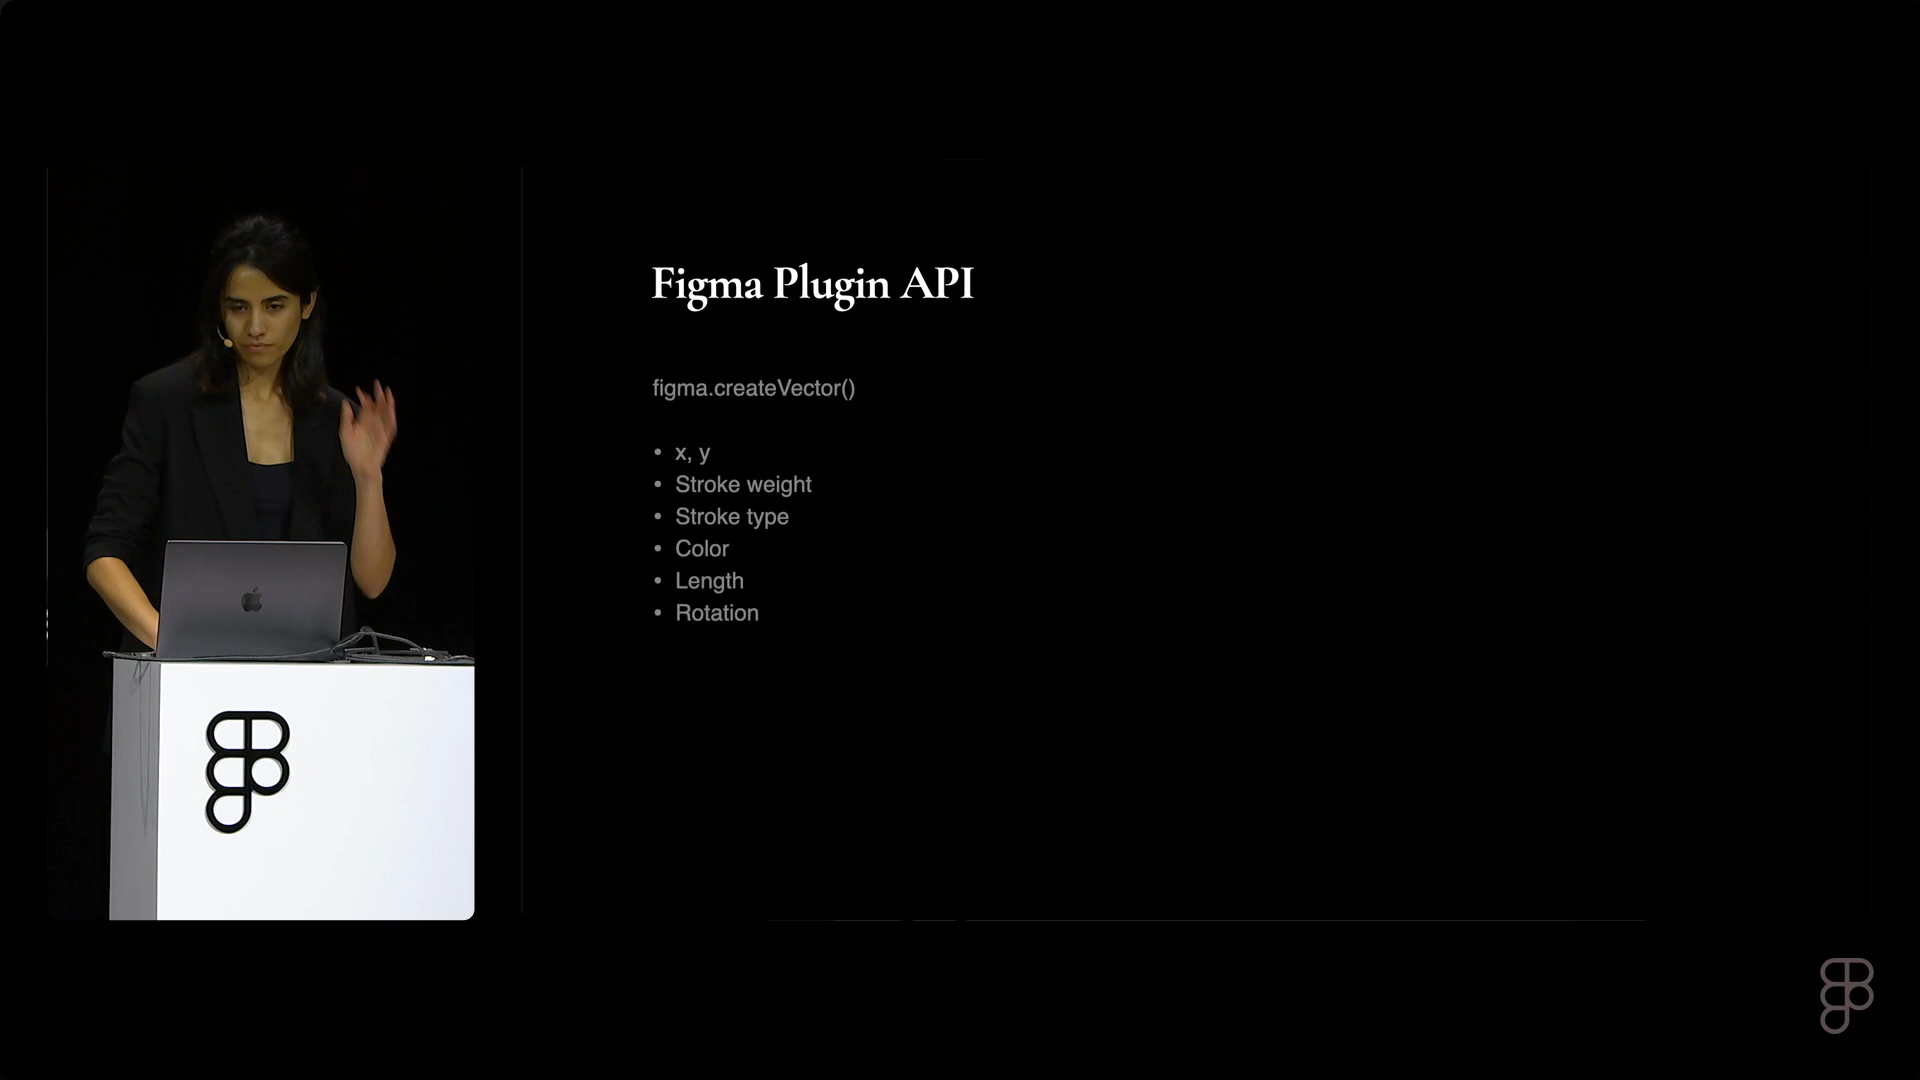 Figma Plugin API
figma.createVector()
• x, y
• Stroke weight
• Stroke type
• Color
• Length
• Rotation